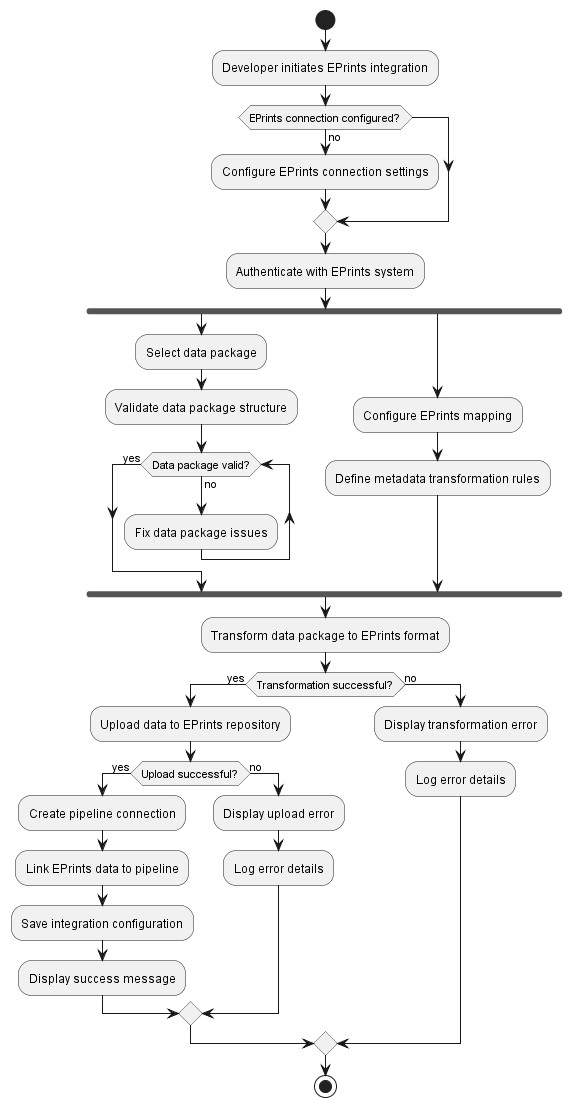 Developer initiates EPrints integration
EPrints connection configured?
no
Configure EPrints connection settings
Authenticate with EPrints system
Select data package
Validate data package structure
Configure EPrints mapping
yes
Data package valid?
no
Define metadata transformation rules
Fix data package issues
Transform data package to EPrints format
yes
Transformation successful?
no
Upload data to EPrints repository
Display transformation error
yes
Upload successful?
no
Log error details
Create pipeline connection
Display upload error
Link EPrints data to pipeline
Log error details
Save integration configuration
Display success message